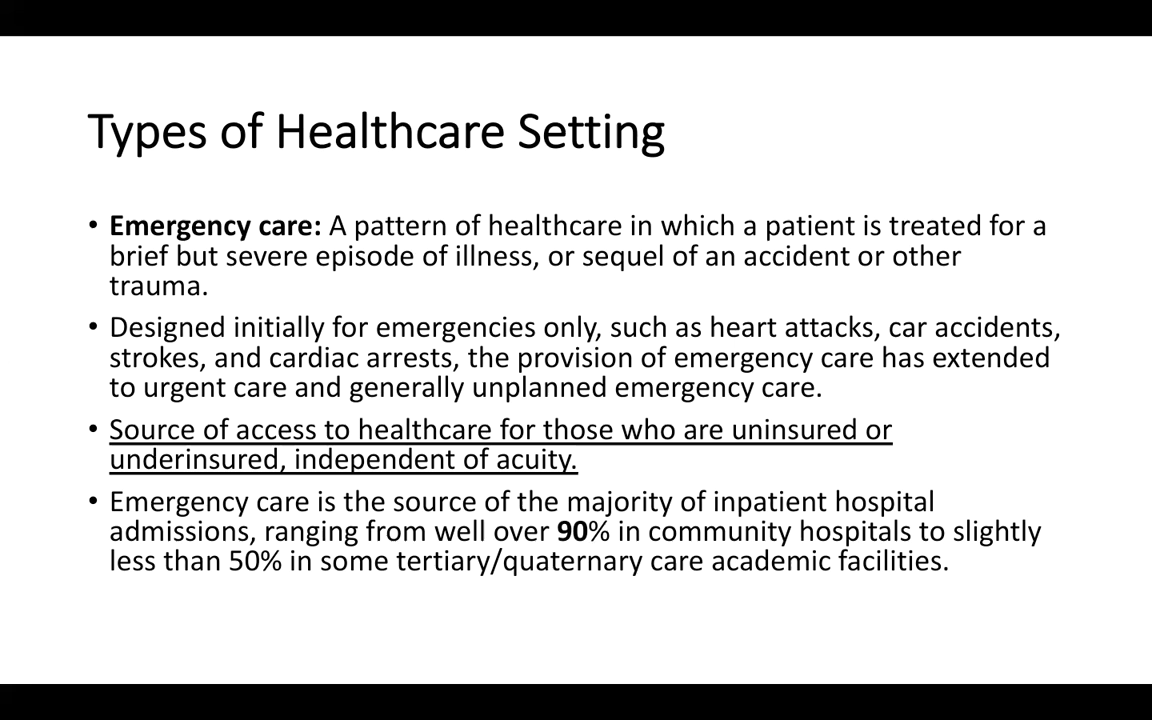 Types of Healthcare Setting
• Emergency care: A pattern of healthcare in which a patient is treated for a
brief but severe episode of illness, or sequel of an accident or other
trauma.
• Designed initially for emergencies only, such as heart attacks, car accidents,
strokes, and cardiac arrests, the provision of emergency care has extended
to urgent care and generally unplanned emergency care.
• Source of access to healthcare for those who are uninsured or
underinsured, independent of acuity.
• Emergency care is the source of the majority of inpatient hospital
admissions, ranging from well over 90% in community hospitals to slightly
less than 50% in some tertiary/quaternary care academic facilities.